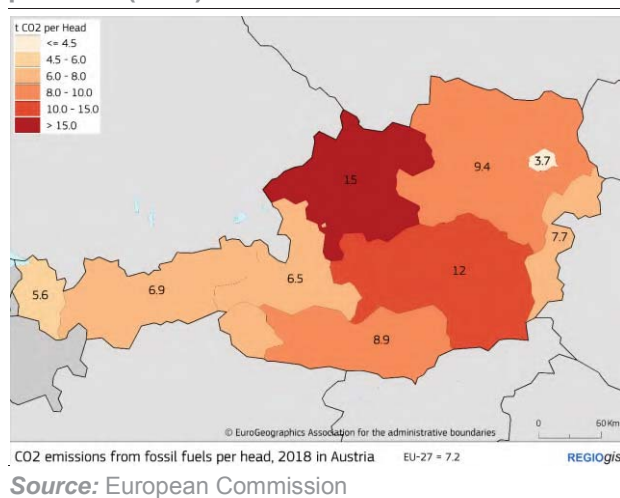 t CO2 per Head
<= 4.5
4.5 - 6.0
6.0 - 8.0
8.0 - 10.0
10.0 - 15.0
> 15.0
15
9.4
3.7
7.7
12
6.5
6.9
5.6
8.9
© EuroGeographics Association for the administrative boundaries
0 60 Km
CO2 emissions from fossil fuels per head, 2018 in Austria EU-27 = 7.2 REGIOgis
Source: European Commission